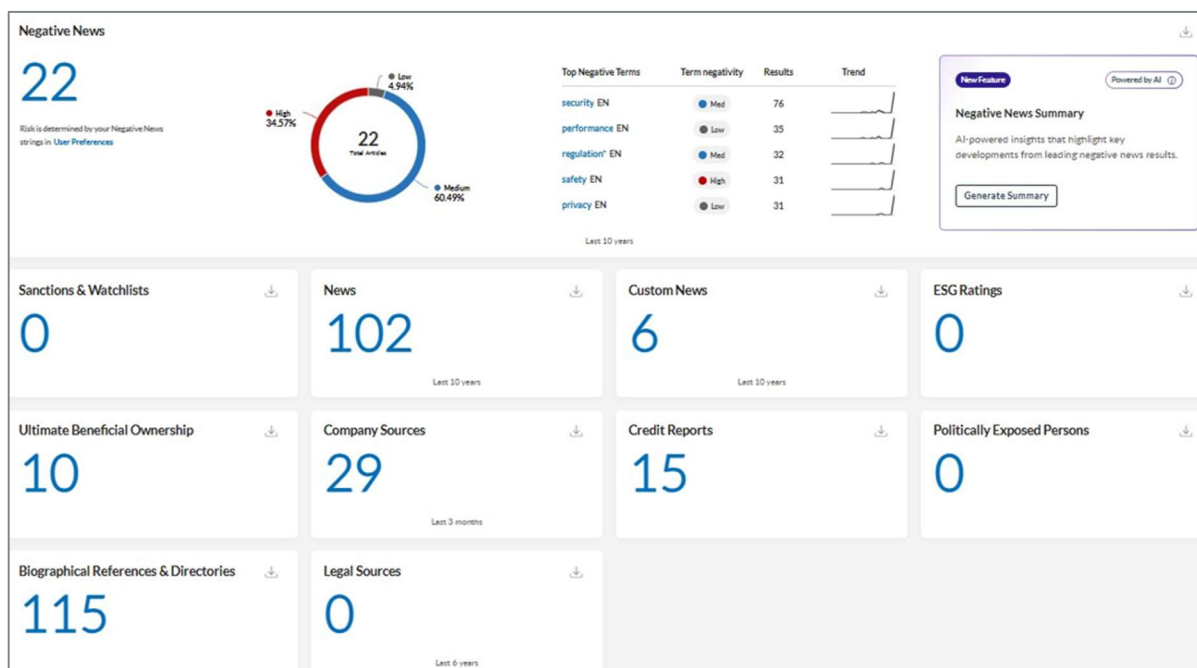 Negative News
22
Risk is determined by your Negative News
strings in User Preferences
Low
4.94%
High
34.57%
22
Total Articles
Medium
60.49%
Top Negative Terms Term negativity Results Trend
security EN Med 76
performance EN Low 35
regulation* EN Med 32
safety EN High 31
privacy EN Low 31
Last 10 years
New Feature Powered by AI
Negative News Summary
AI-powered insights that highlight key
developments from leading negative news results.
Generate Summary
Sanctions & Watchlists
0
News
102
Last 10 years
Custom News
6
Last 10 years
ESG Ratings
0
Ultimate Beneficial Ownership
10
Company Sources
29
Last 3 months
Credit Reports
15
Politically Exposed Persons
0
Biographical References & Directories
115
Legal Sources
0
Last 6 years